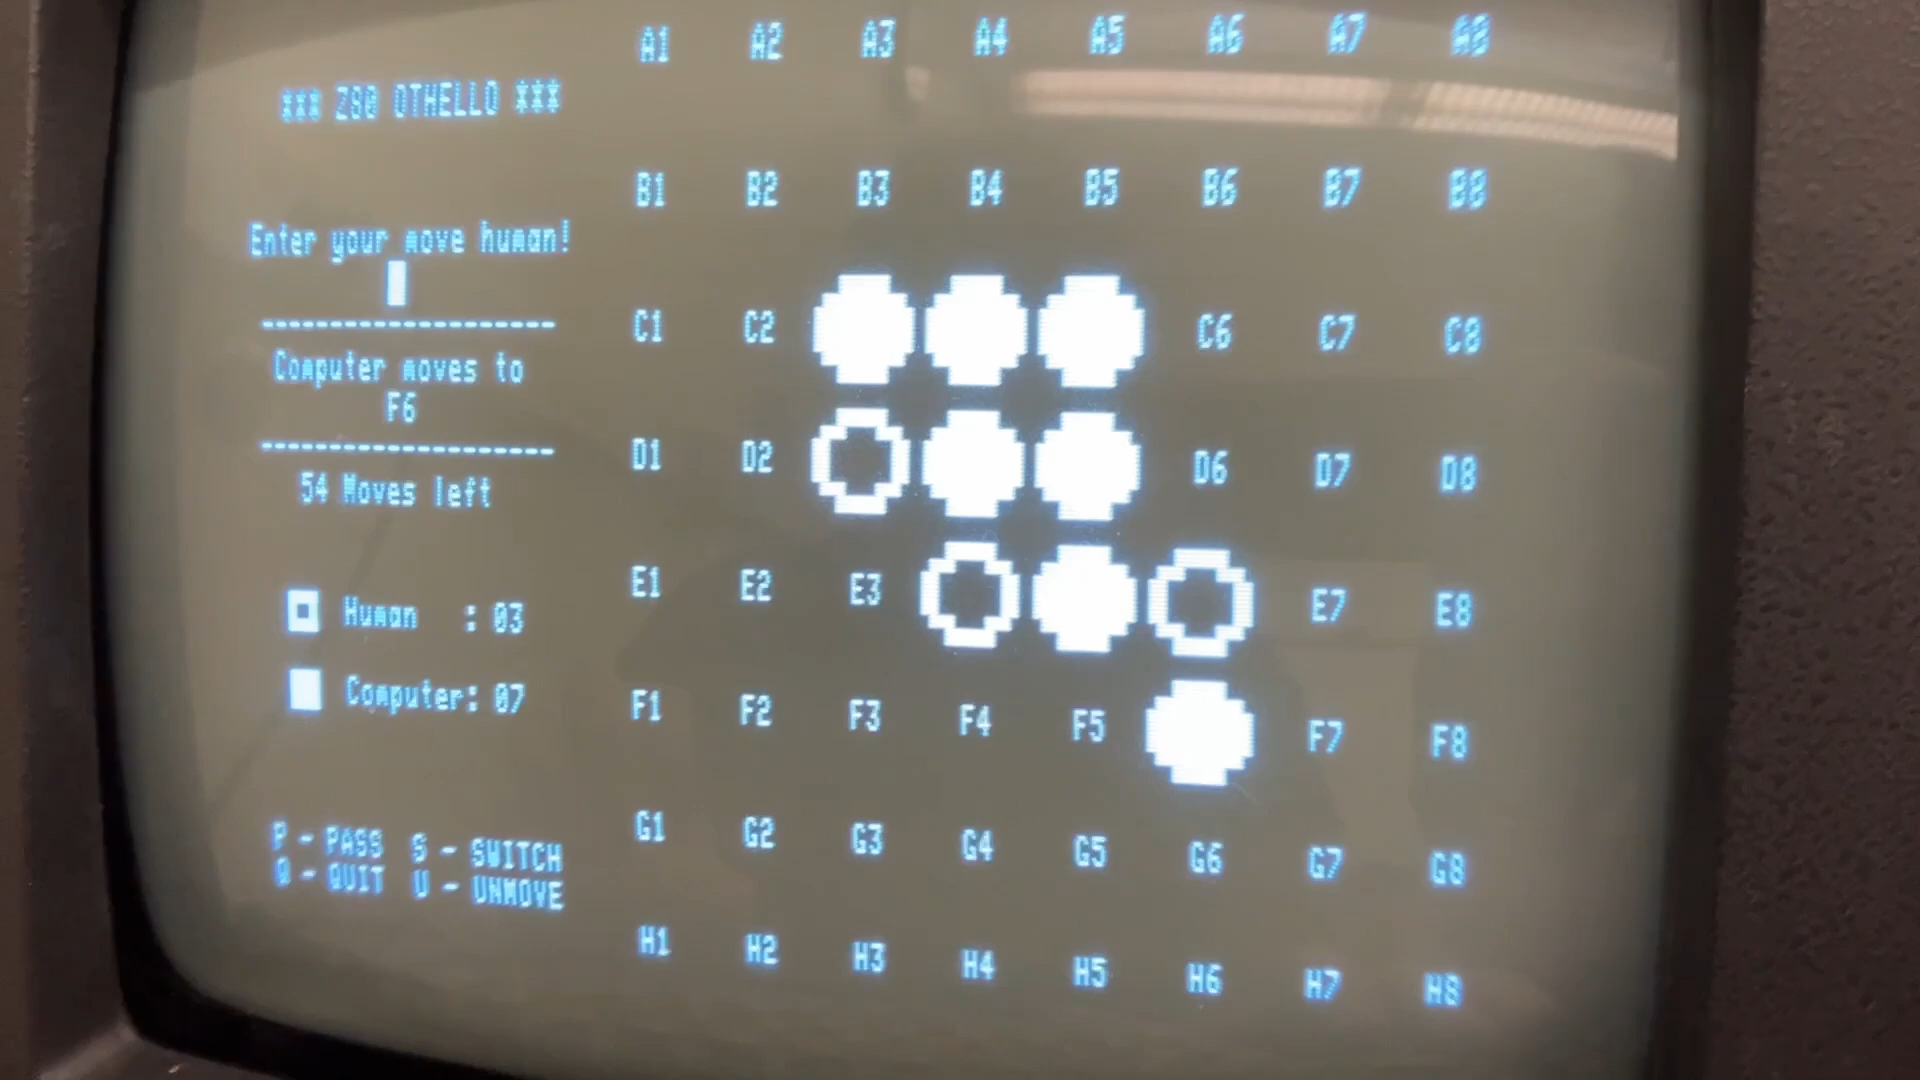 *** Z80 OTHELLO ***
Enter your move human!
Computer moves to
F6
54 Moves left
Human : 03
Computer: 07
P - PASS S - SWITCH
Q - QUIT U - UNMOVE
A1 A2 A3 A4 A5 A6 A7 A8
B1 B2 B3 B4 B5 B6 B7 B8
C1 C2 C6 C7 C8
D1 D2 D6 D7 D8
E1 E2 E3 E7 E8
F1 F2 F3 F4 F5 F7 F8
G1 G2 G3 G4 G5 G6 G7 G8
H1 H2 H3 H4 H5 H6 H7 H8